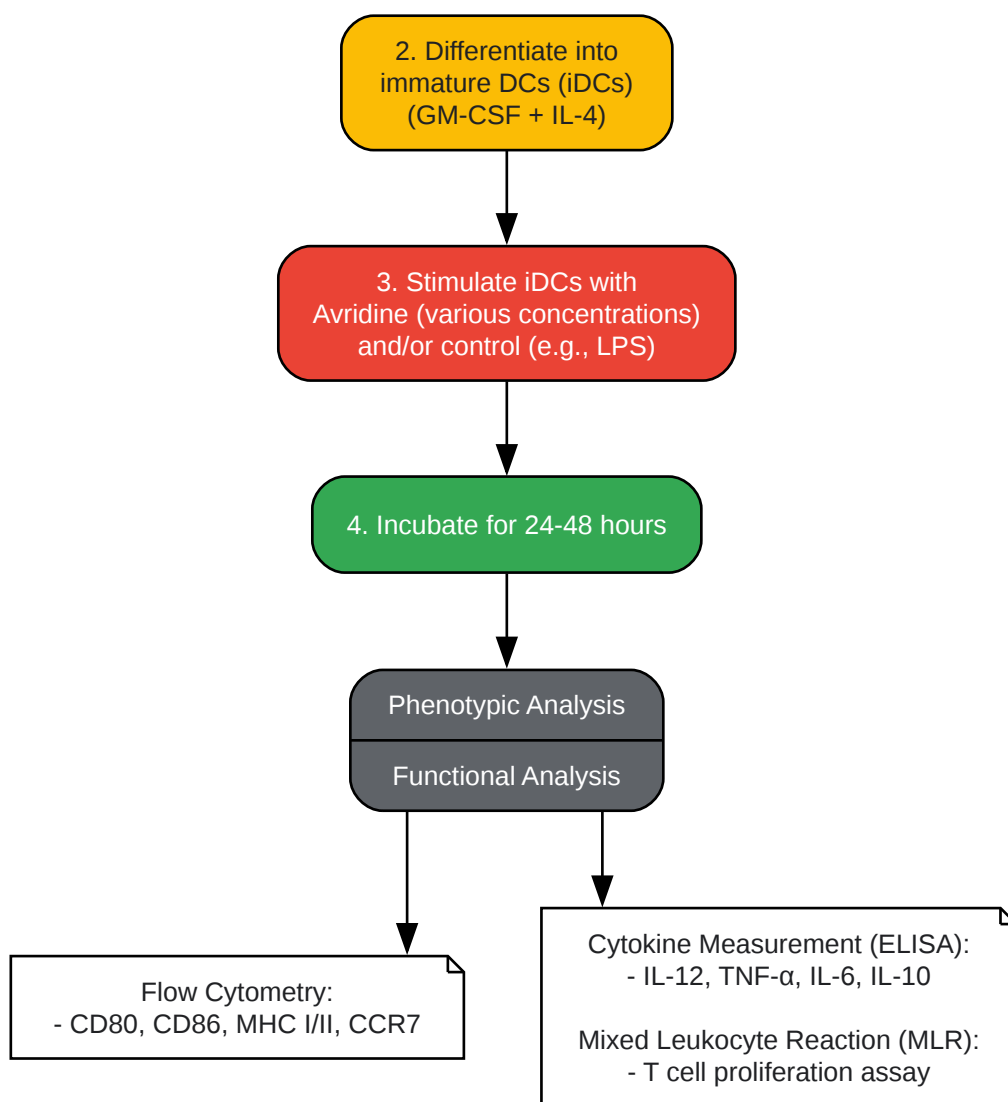 2. Differentiate into
immature DCs (iDCs)
(GM-CSF + IL-4)
3. Stimulate iDCs with
Avridine (various concentrations)
and/or control (e.g., LPS)
4. Incubate for 24-48 hours
Phenotypic Analysis
Functional Analysis
Flow Cytometry:
- CD80, CD86, MHC I/II, CCR7
Cytokine Measurement (ELISA):
- IL-12, TNF-α, IL-6, IL-10
Mixed Leukocyte Reaction (MLR):
- T cell proliferation assay